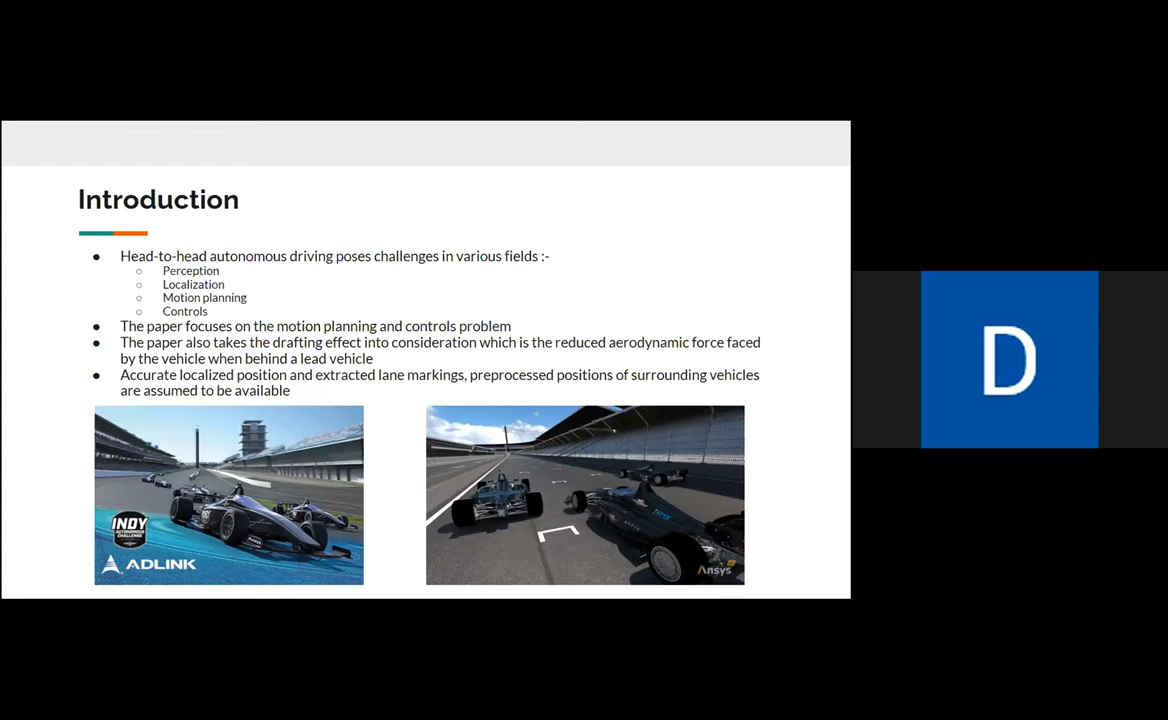 Introduction
● Head-to-head autonomous driving poses challenges in various fields :-
○ Perception
○ Localization
○ Motion planning
○ Controls
● The paper focuses on the motion planning and controls problem
● The paper also takes the drafting effect into consideration which is the reduced aerodynamic force faced
by the vehicle when behind a lead vehicle
● Accurate localized position and extracted lane markings, preprocessed positions of surrounding vehicles
are assumed to be available
INDY
AUTONOMOUS
CHALLENGE
ADLINK
Ansys
D